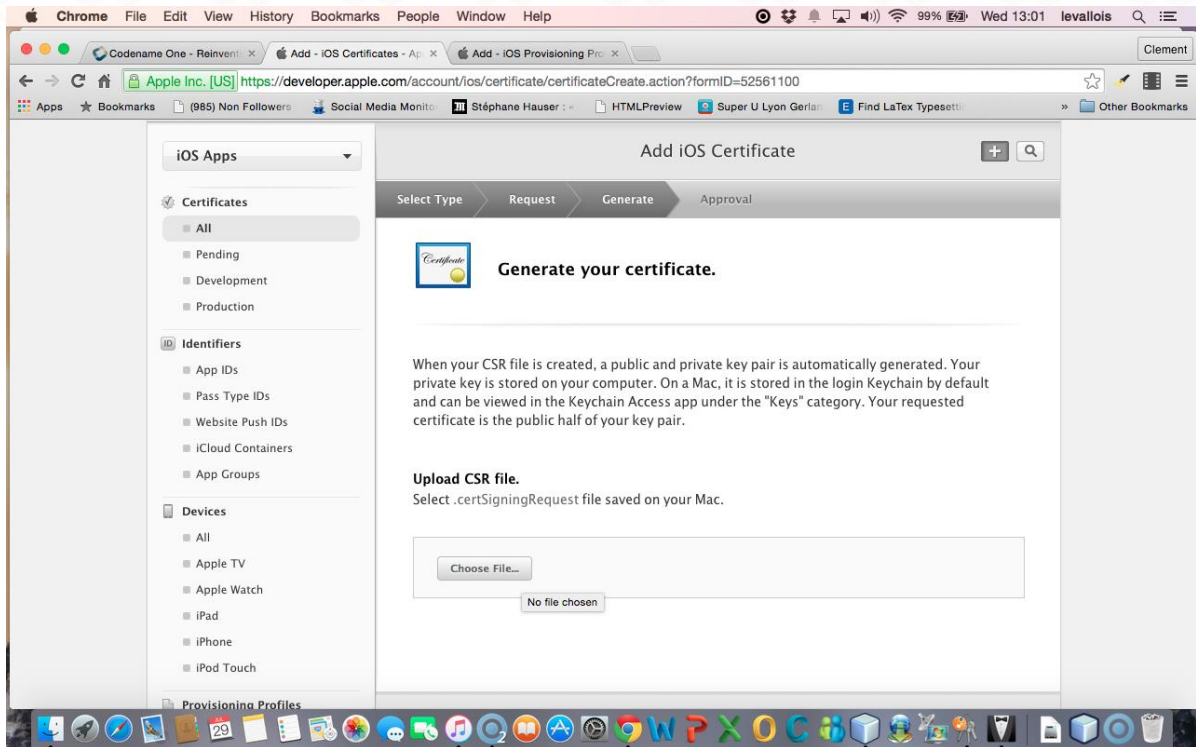 Chrome File Edit View History Bookmarks People Window Help 99% Wed 13:01 levallois
Codename One - Reinventi Add - iOS Certificates - Ap Add - iOS Provisioning Pro Clement
Apple Inc. [US] https://developer.apple.com/account/ios/certificate/certificateCreate.action?formID=52561100
Apps Bookmarks (985) Non Followers Social Media Monito Stéphane Hauser : » HTMLPreview Super U Lyon Gerlan E Find LaTex Typesetti » Other Bookmarks
iOS Apps
Add iOS Certificate
Select Type Request Generate Approval
Certificates
All
Pending
Development
Production
ID Identifiers
App IDs
Pass Type IDs
Website Push IDs
iCloud Containers
App Groups
Devices
All
Apple TV
Apple Watch
iPad
iPhone
iPod Touch
Provisioning Profiles
Certificate
Generate your certificate.
When your CSR file is created, a public and private key pair is automatically generated. Your
private key is stored on your computer. On a Mac, it is stored in the login Keychain by default
and can be viewed in the Keychain Access app under the "Keys" category. Your requested
certificate is the public half of your key pair.
Upload CSR file.
Select .certSigningRequest file saved on your Mac.
Choose File...
No file chosen
29